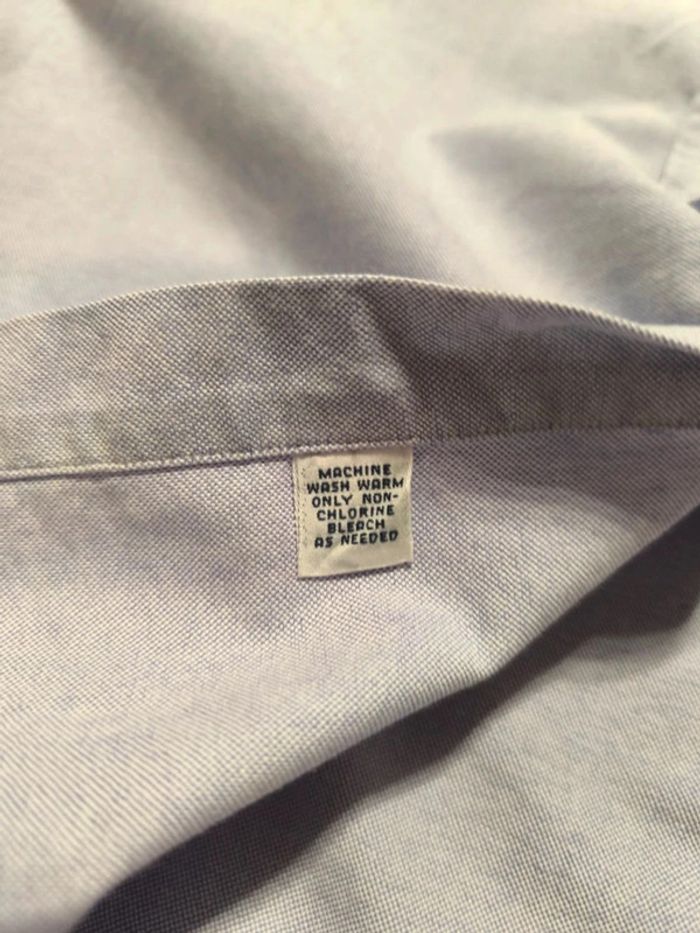 MACHINE
WASH WARM
ONLY NON-
CHLORINE
BLEACH
AS NEEDED